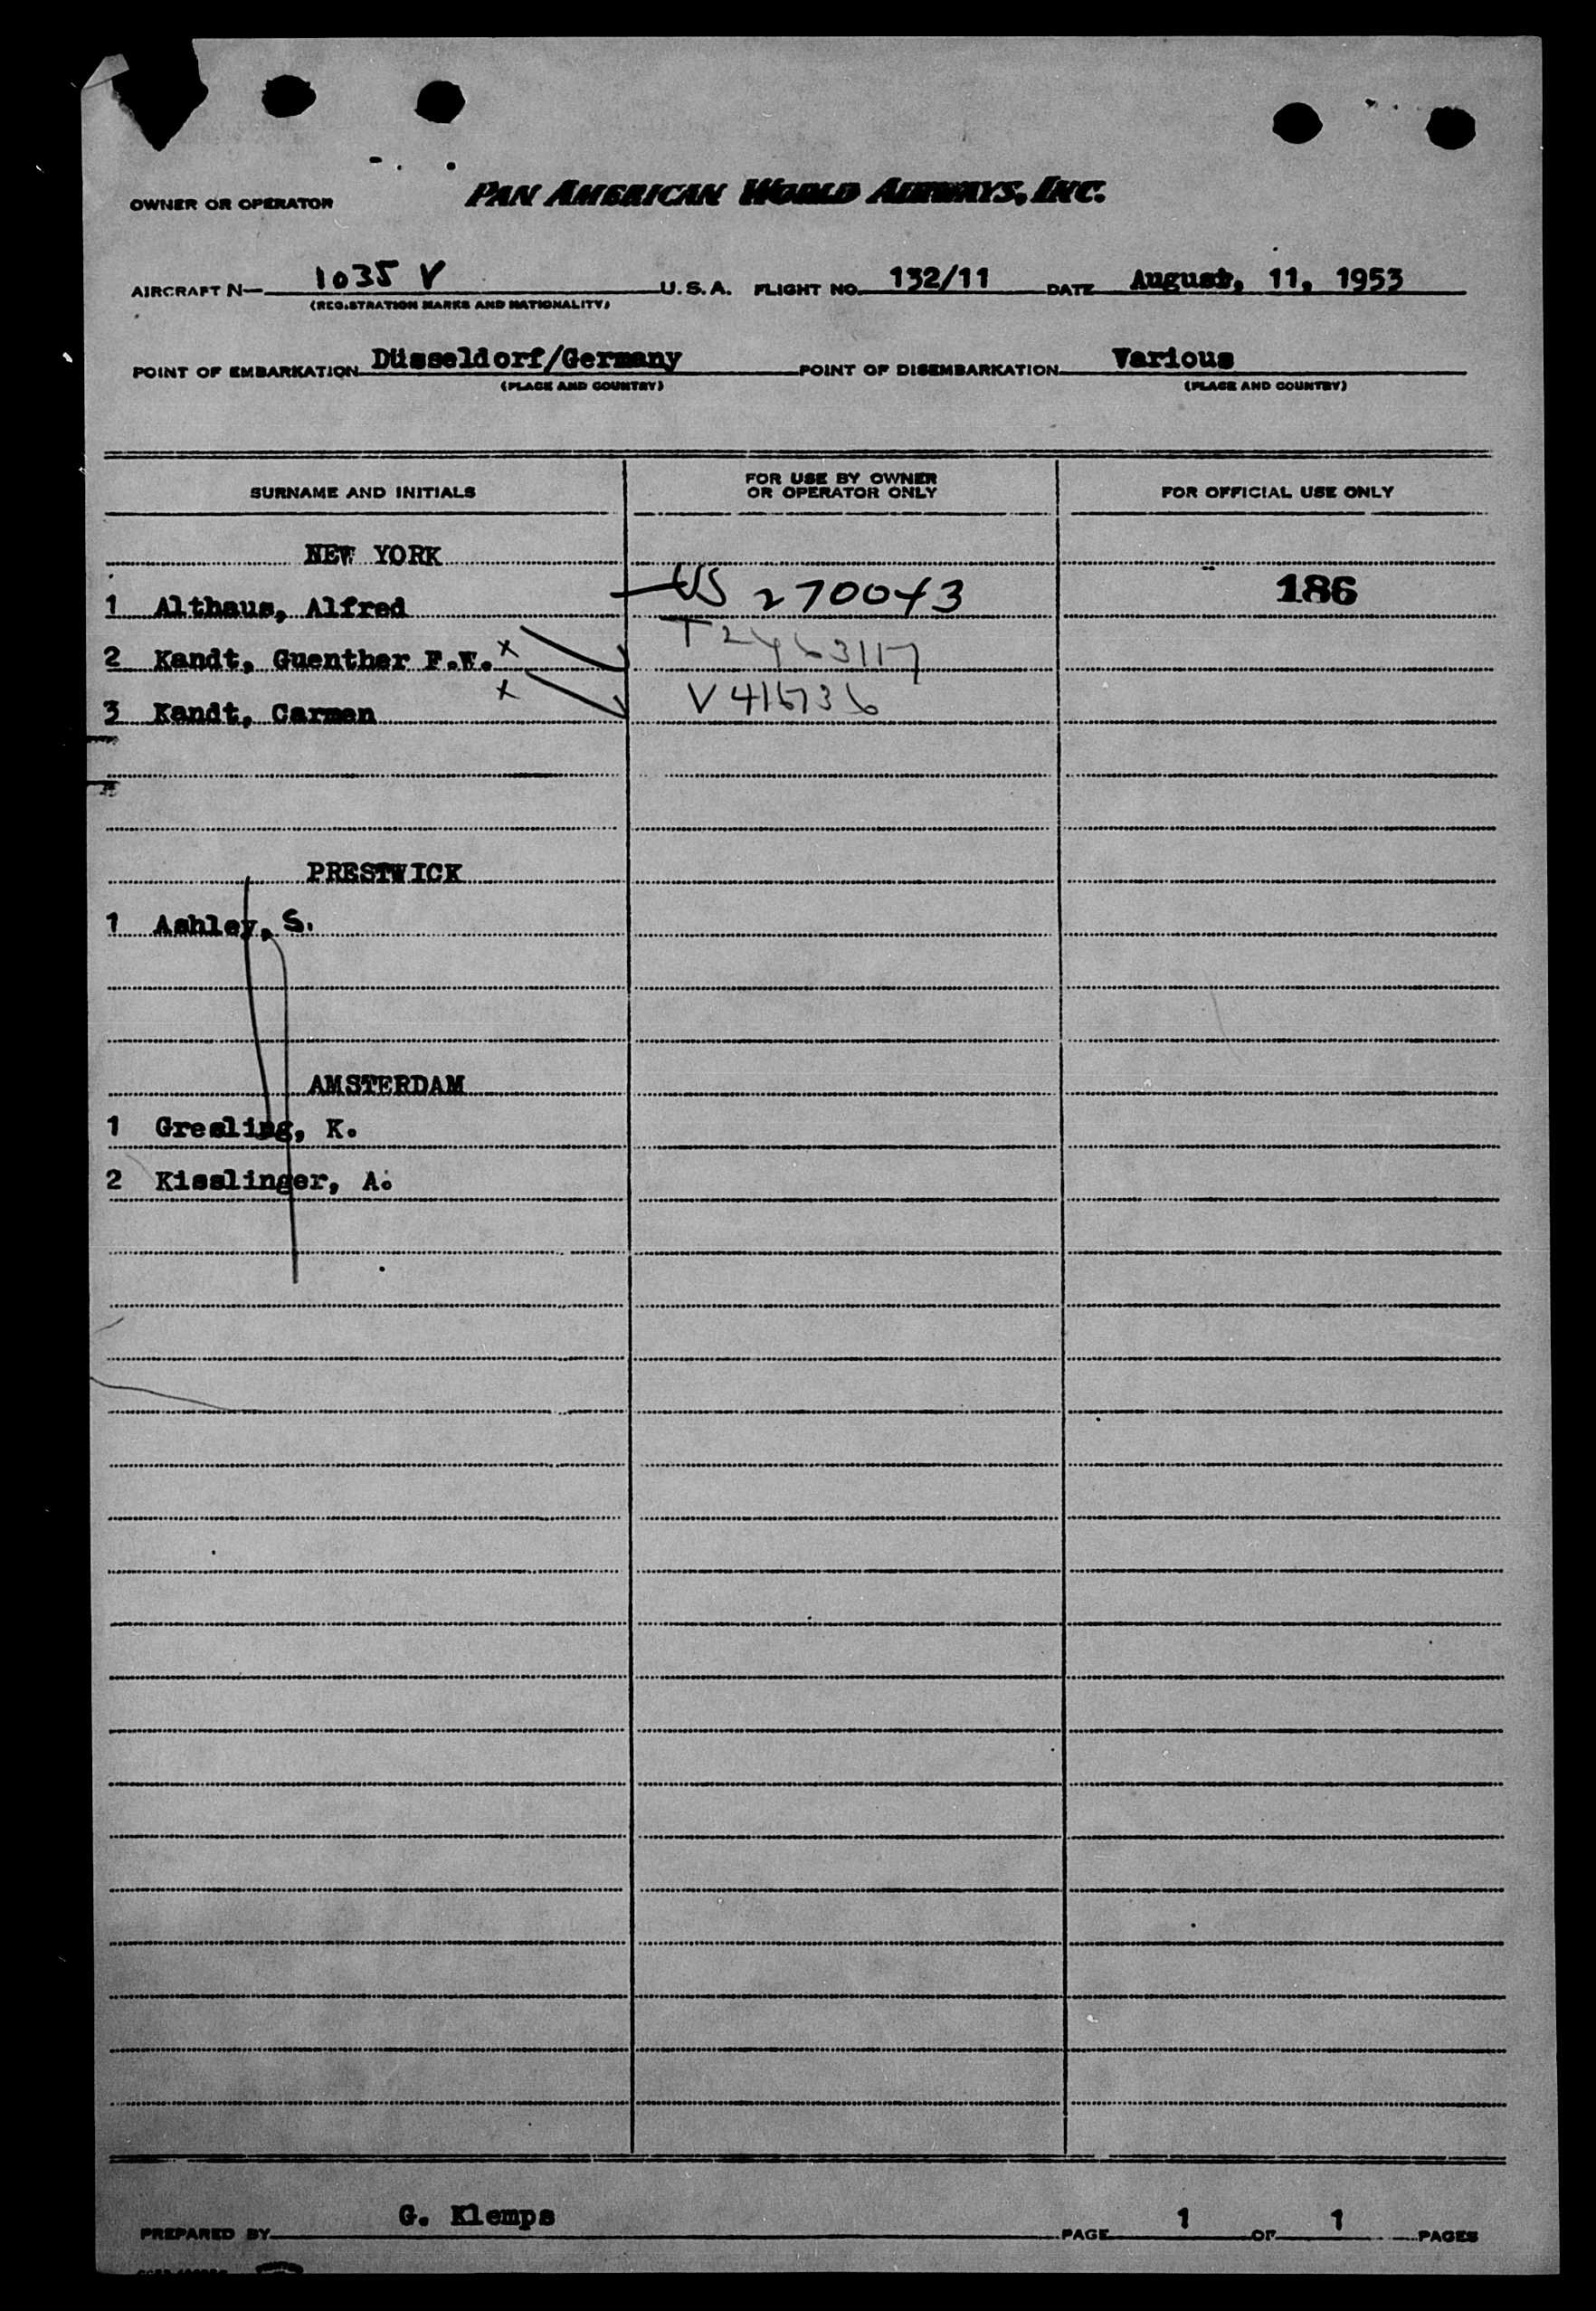 OWNER OR OPERATOR PAN AMERICAN WORLD AIRWAYS, INC.
AIRCRAFT N— 1035 V U.S.A. FLIGHT NO. 132/11 DATE August, 11, 1953
(REGISTRATION MARKS AND NATIONALITY)
POINT OF EMBARKATION Düsseldorf/Germany POINT OF DISEMBARKATION Various
(PLACE AND COUNTRY) (PLACE AND COUNTRY)
SURNAME AND INITIALS FOR USE BY OWNER OR OPERATOR ONLY FOR OFFICIAL USE ONLY
NEW YORK
1 Althaus, Alfred US 270043 186
2 Kandt, Guenther F.W. x
3 Kandt, Carmen x
PRESTWICK
1 Ashley, S.
AMSTERDAM
1 Gresling, K.
2 Kisslinger, A.
PREPARED BY G. Klemps PAGE 1 OF 1 PAGES